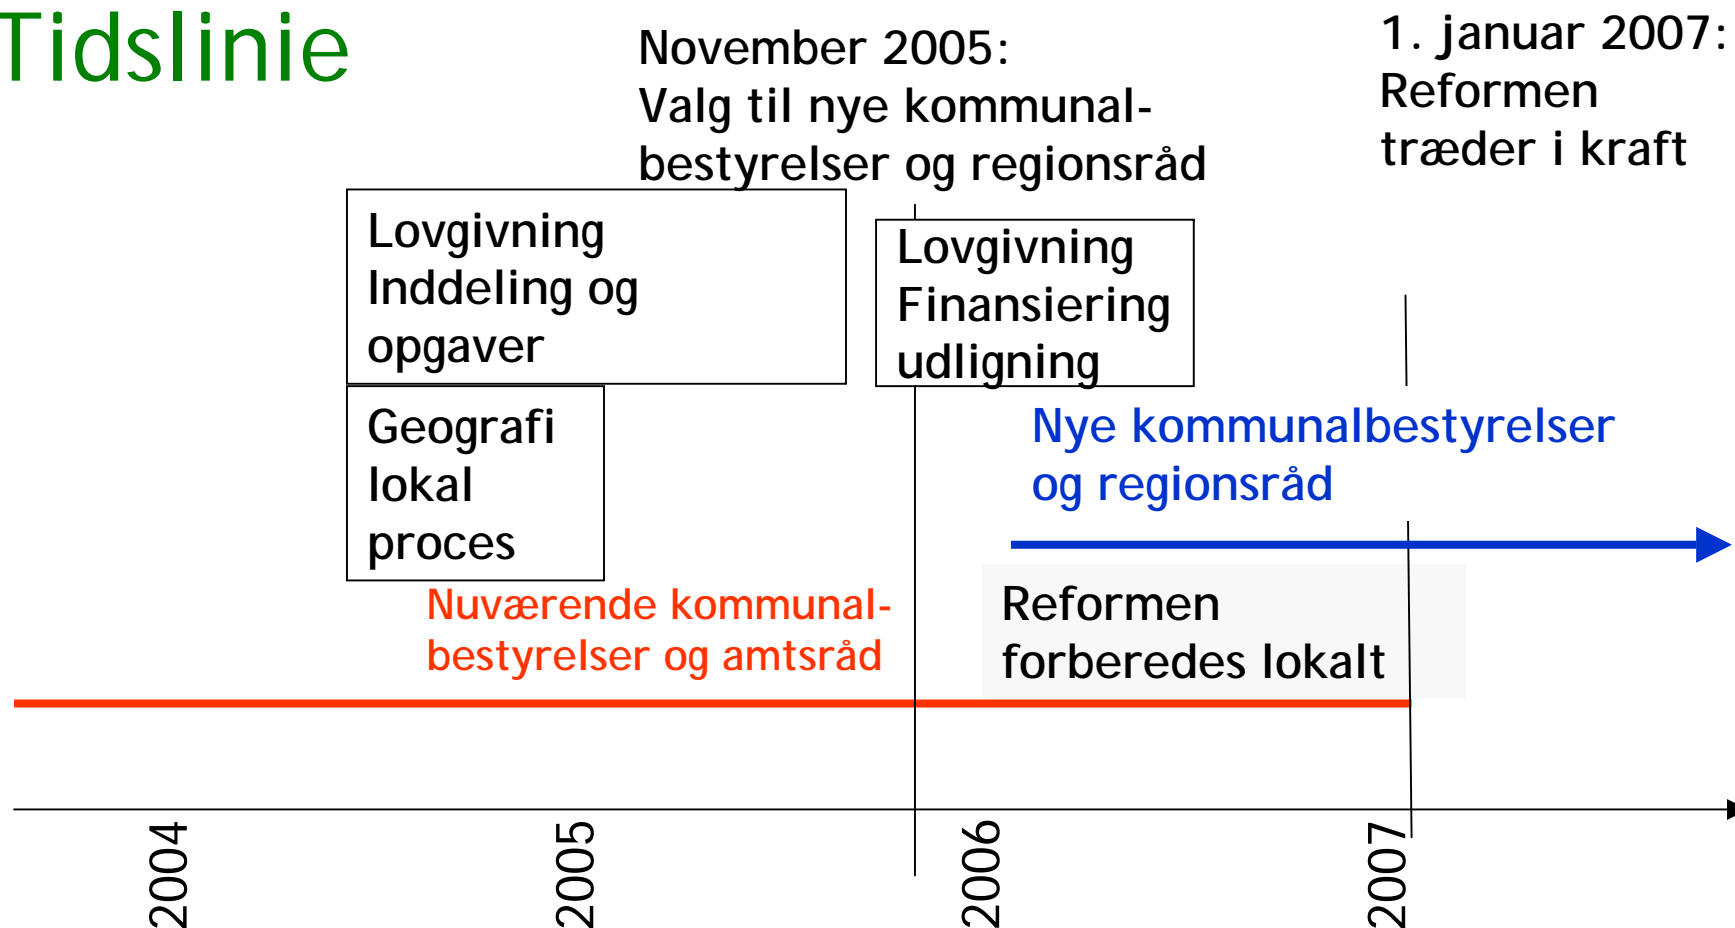 Tidslinie
November 2005:
Valg til nye kommunal-
bestyrelser og regionsråd
1. januar 2007:
Reformen
træder i kraft
Lovgivning
Inddeling og
opgaver
Lovgivning
Finansiering
udligning
Geografi
lokal
proces
Nye kommunalbestyrelser
og regionsråd
Nuværende kommunal-
bestyrelser og amtsråd
Reformen
forberedes lokalt
2004
2005
2006
2007